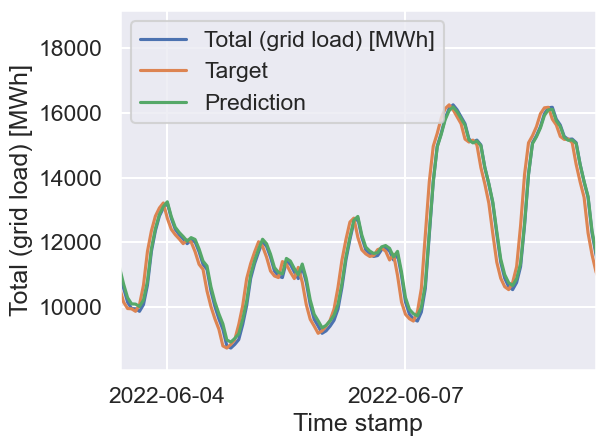 Total (grid load) [MWh]
18000
16000
14000
12000
10000
Total (grid load) [MWh]
Target
Prediction
2022-06-04
2022-06-07
Time stamp